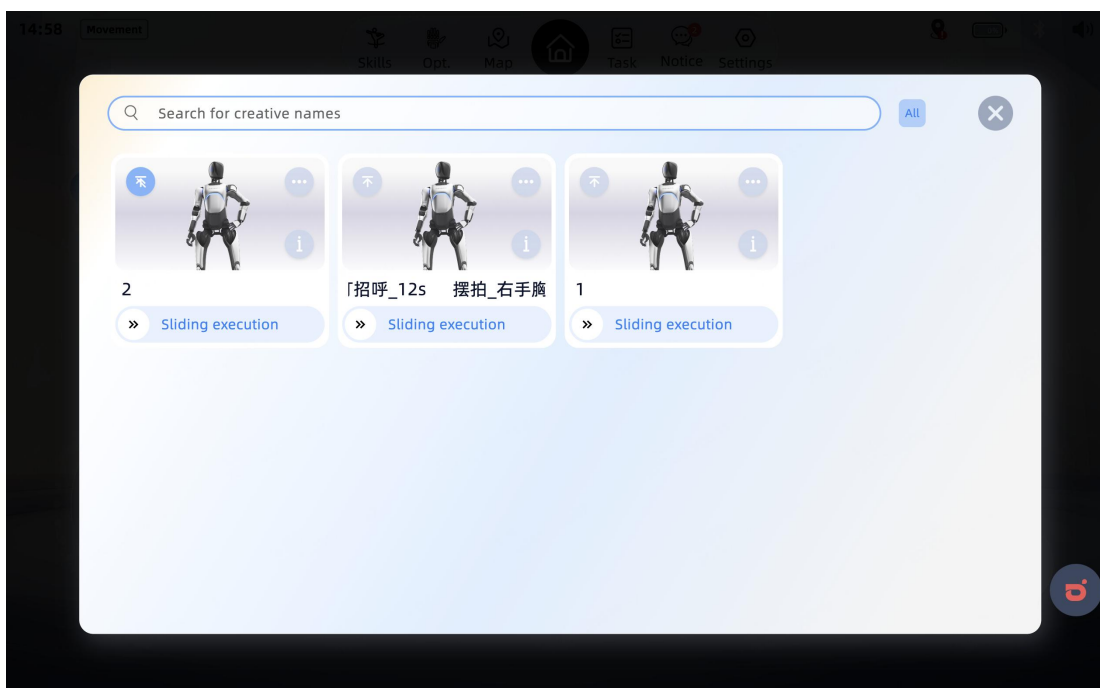 14:58 Movement
Skills Opt. Map Task Notice Settings
Search for creative names All
2
招呼_12s 摆拍_右手胸
1
» Sliding execution
» Sliding execution
» Sliding execution